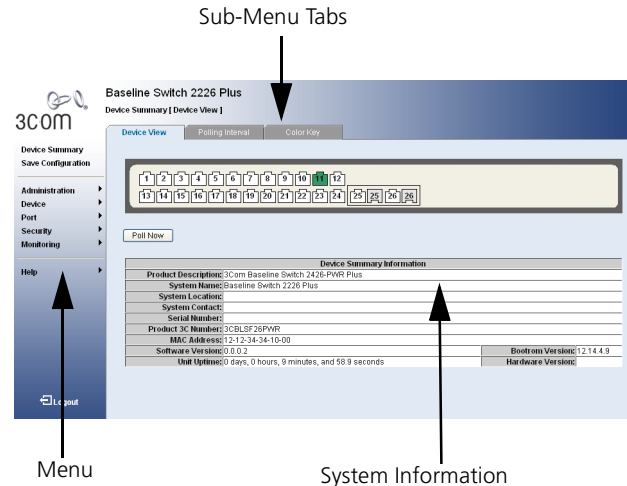 Sub-Menu Tabs
3COM
Baseline Switch 2226 Plus
Device Summary [ Device View ]
Device View Polling Interval Color Key
Device Summary
Save Configuration
Administration
Device
Port
Security
Monitoring
Help
Logout
1 2 3 4 5 6 7 8 9 10 11 12
13 14 15 16 17 18 19 20 21 22 23 24 25 25 26 26
Poll Now
Device Summary Information
Product Description: 3Com Baseline Switch 2426-PWR Plus
System Name: Baseline Switch 2226 Plus
System Location:
System Contact:
Serial Number:
Product 3C Number: 3CBLSF26PWR
MAC Address: 12-12-34-34-10-00
Software Version: 0.0.0.2 Bootrom Version: 12.14.4.9
Unit Uptime: 0 days, 0 hours, 9 minutes, and 58.9 seconds Hardware Version:
Menu
System Information